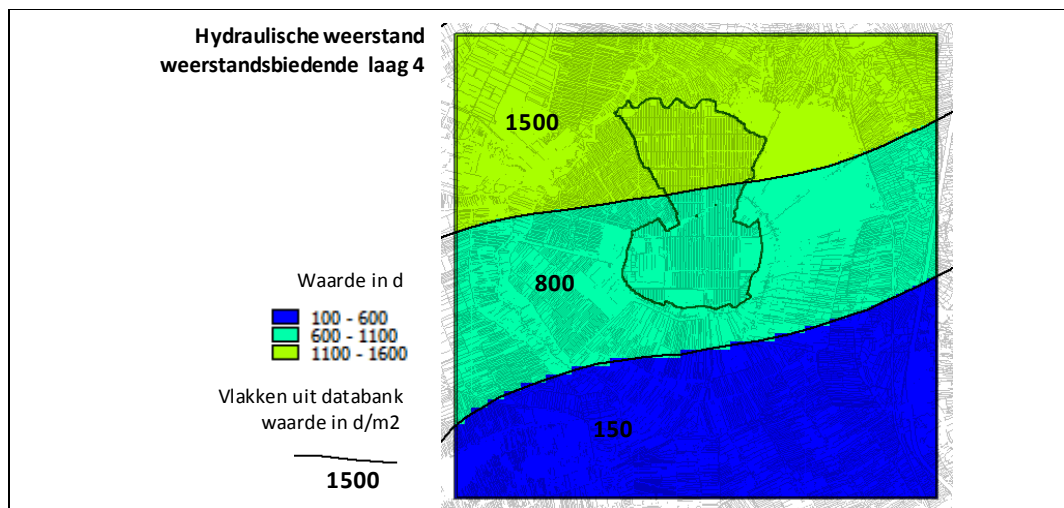 Hydraulische weerstand
weerstandsbiedende laag 4
1500
800
150
Waarde in d
100 - 600
600 - 1100
1100 - 1600
Vlakken uit databank
waarde in d/m2
1500